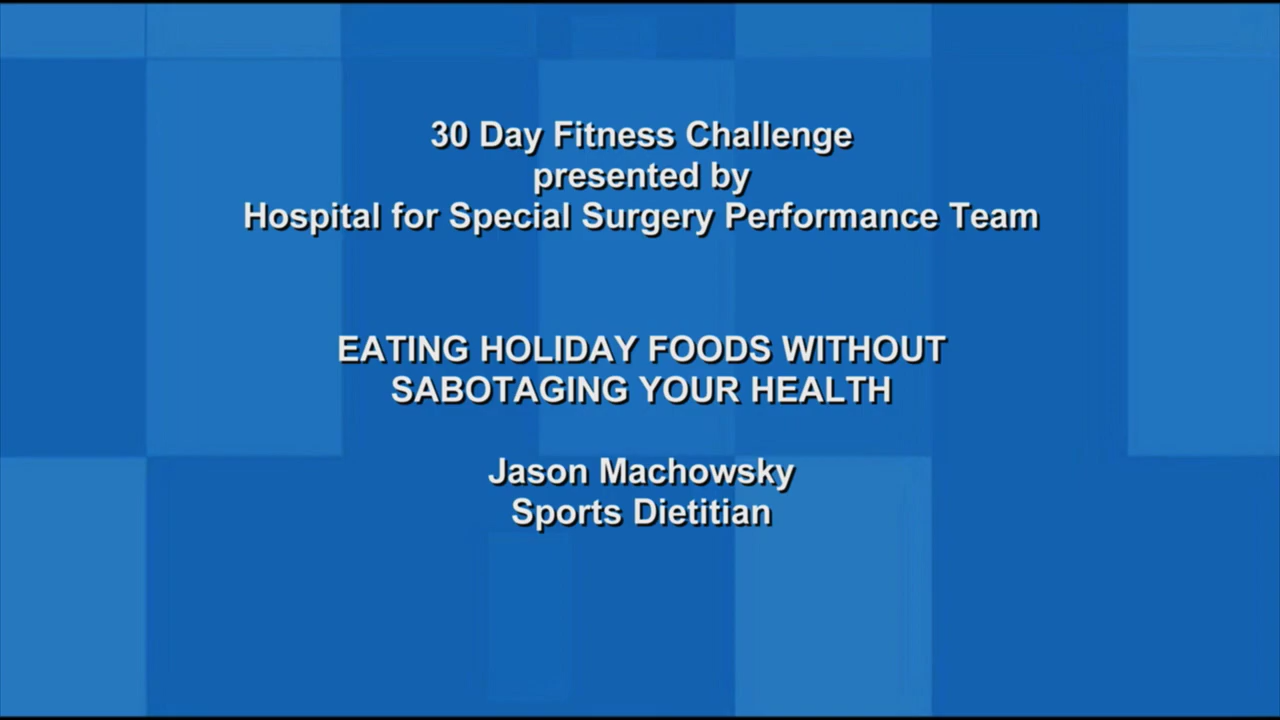 30 Day Fitness Challenge
presented by
Hospital for Special Surgery Performance Team
EATING HOLIDAY FOODS WITHOUT
SABOTAGING YOUR HEALTH
Jason Machowsky
Sports Dietitian